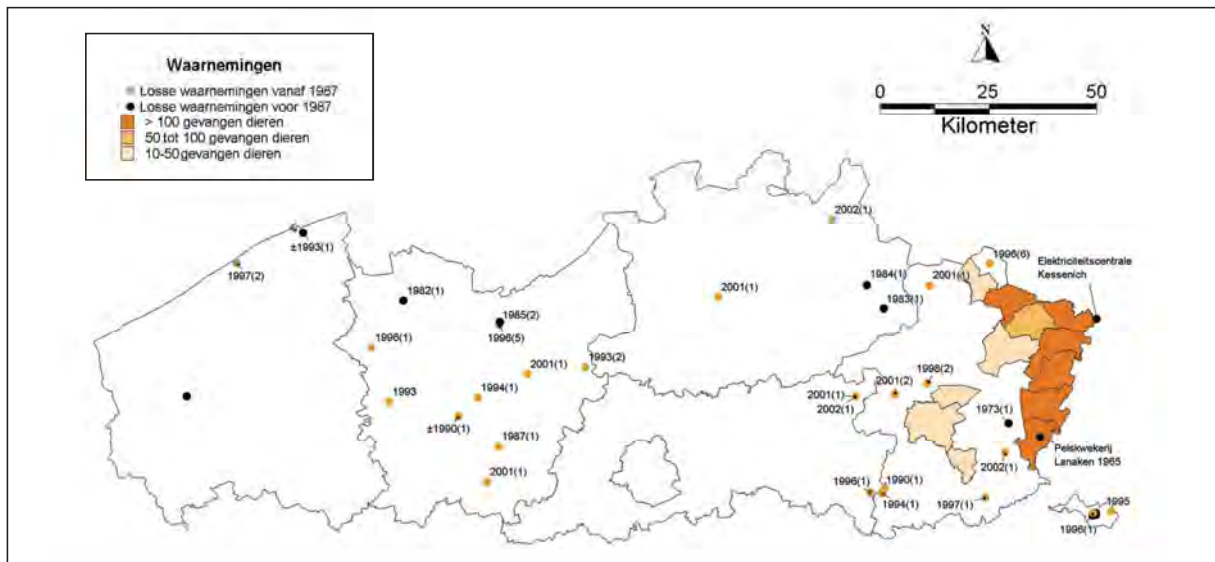 Waarnemingen
Losse waarnemingen vanaf 1987
Losse waarnemingen voor 1987
> 100 gevangen dieren
50 tot 100 gevangen dieren
10-50 gevangen dieren
N
0 25 50
Kilometer
2002(1)
±1993(1)
1997(2)
1996(6)
Elektriciteitscentrale
Kessenich
1984(1)
2001(1)
1982(1)
2001(1)
1983(1)
1985(2)
1996(5)
1996(1)
1993(2)
2001(1)
1998(2)
1993
1994(1)
2001(1)
2001(2)
2002(1)
1973(1)
±1990(1)
1987(1)
Pelskwekerij
Lanaken 1965
2002(1)
2001(1)
1996(1)
1990(1)
1994(1)
1997(1)
1995
1996(1)